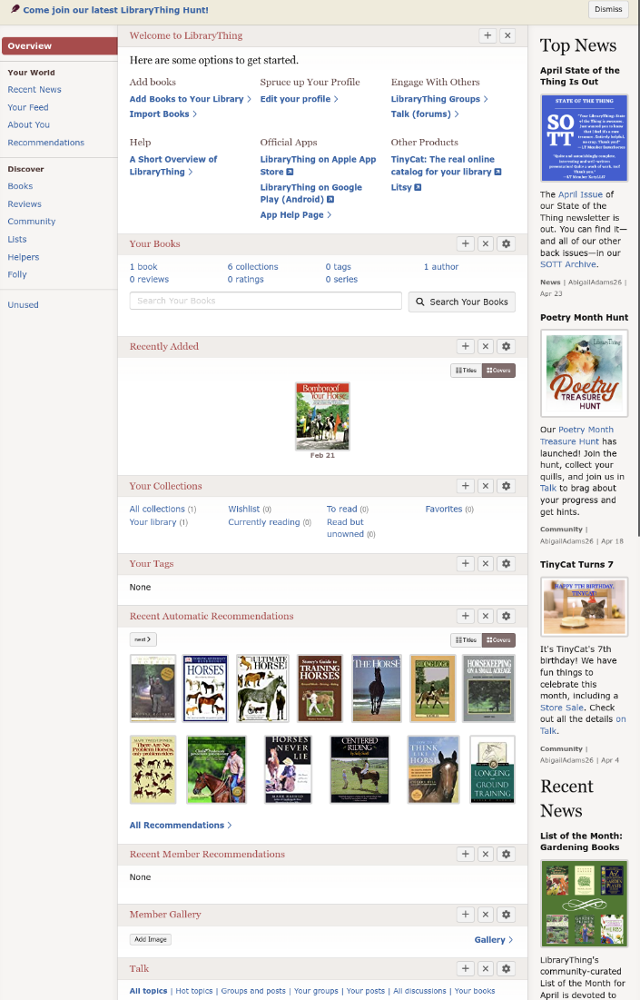 Come join our latest LibraryThing Hunt!
Dismiss
Overview
Your World
Recent News
Your Feed
About You
Recommendations
Discover
Books
Reviews
Community
Lists
Helpers
Folly
Unused
Welcome to LibraryThing
Here are some options to get started.
Add books
Add Books to Your Library
Import Books
Spruce up Your Profile
Edit your profile
Engage With Others
LibraryThing Groups
Talk (forums)
Help
A Short Overview of
LibraryThing
Official Apps
LibraryThing on Apple App
Store
LibraryThing on Google
Play (Android)
App Help Page
Other Products
TinyCat: The real online
catalog for your library
Litsy
Your Books
1 book 6 collections 0 tags 1 author
0 reviews 0 ratings 0 series
Search Your Books
Search Your Books
Recently Added
Titles Covers
Bombproof
Your Horse
Feb 21
Your Collections
All collections (1) Wishlist (0) To read (0) Favorites (0)
Your library (1) Currently reading (0) Read but
unowned (0)
Your Tags
None
Recent Automatic Recommendations
next
Titles Covers
HORSES
ULTIMATE
HORSE
Storey's Guide to
TRAINING
HORSES
THE HORSE
RIDING LOGIC
HORSEKEEPING
ON A SMALL ACREAGE
There Are No
Problem Horses,
only problem riders
HORSES
NEVER
LIE
CENTERED
RIDING
THINK
LIKE A
HORSE
LONGEING
AND
GROUND
TRAINING
All Recommendations
Recent Member Recommendations
None
Member Gallery
Add Image
Gallery
Talk
All topics | Hot topics | Groups and posts | Your groups | Your posts | All discussions | Your books
Top News
April State of the
Thing Is Out
STATE OF THE THING
SO
TT
The April Issue of
our State of the
Thing newsletter is
out. You can find it—
and all of our other
back issues—in our
SOTT Archive.
News | AbigailAdams26 |
Apr 23
Poetry Month Hunt
LibraryThing
Poetry
TREASURE
HUNT
Our Poetry Month
Treasure Hunt has
launched! Join the
hunt, collect your
quills, and join us in
Talk to brag about
your progress and
get hints.
Community |
AbigailAdams26 | Apr 18
TinyCat Turns 7
HAPPY 7TH BIRTHDAY,
TINYCAT!
It's TinyCat's 7th
birthday! We have
fun things to
celebrate this
month, including a
Store Sale. Check
out all the details on
Talk.
Community |
AbigailAdams26 | Apr 4
Recent
News
List of the Month:
Gardening Books
LibraryThing's
community-curated
List of the Month for
April is devoted to